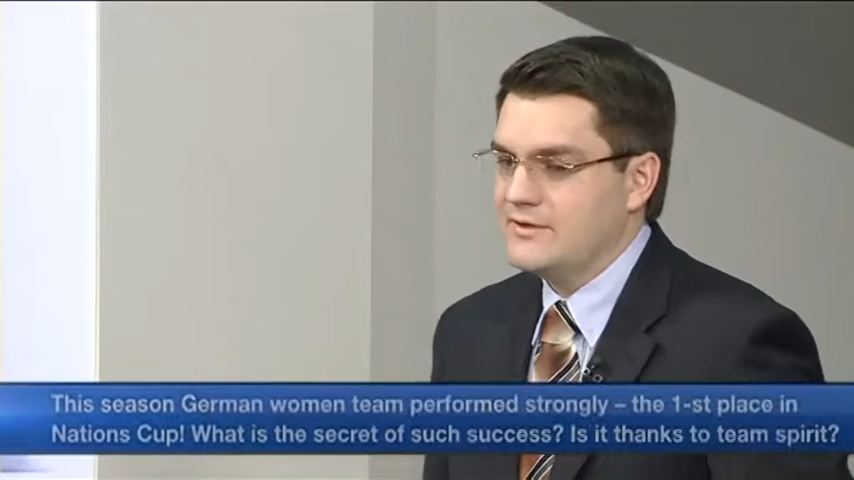 This season German women team performed strongly – the 1-st place in
Nations Cup! What is the secret of such success? Is it thanks to team spirit?